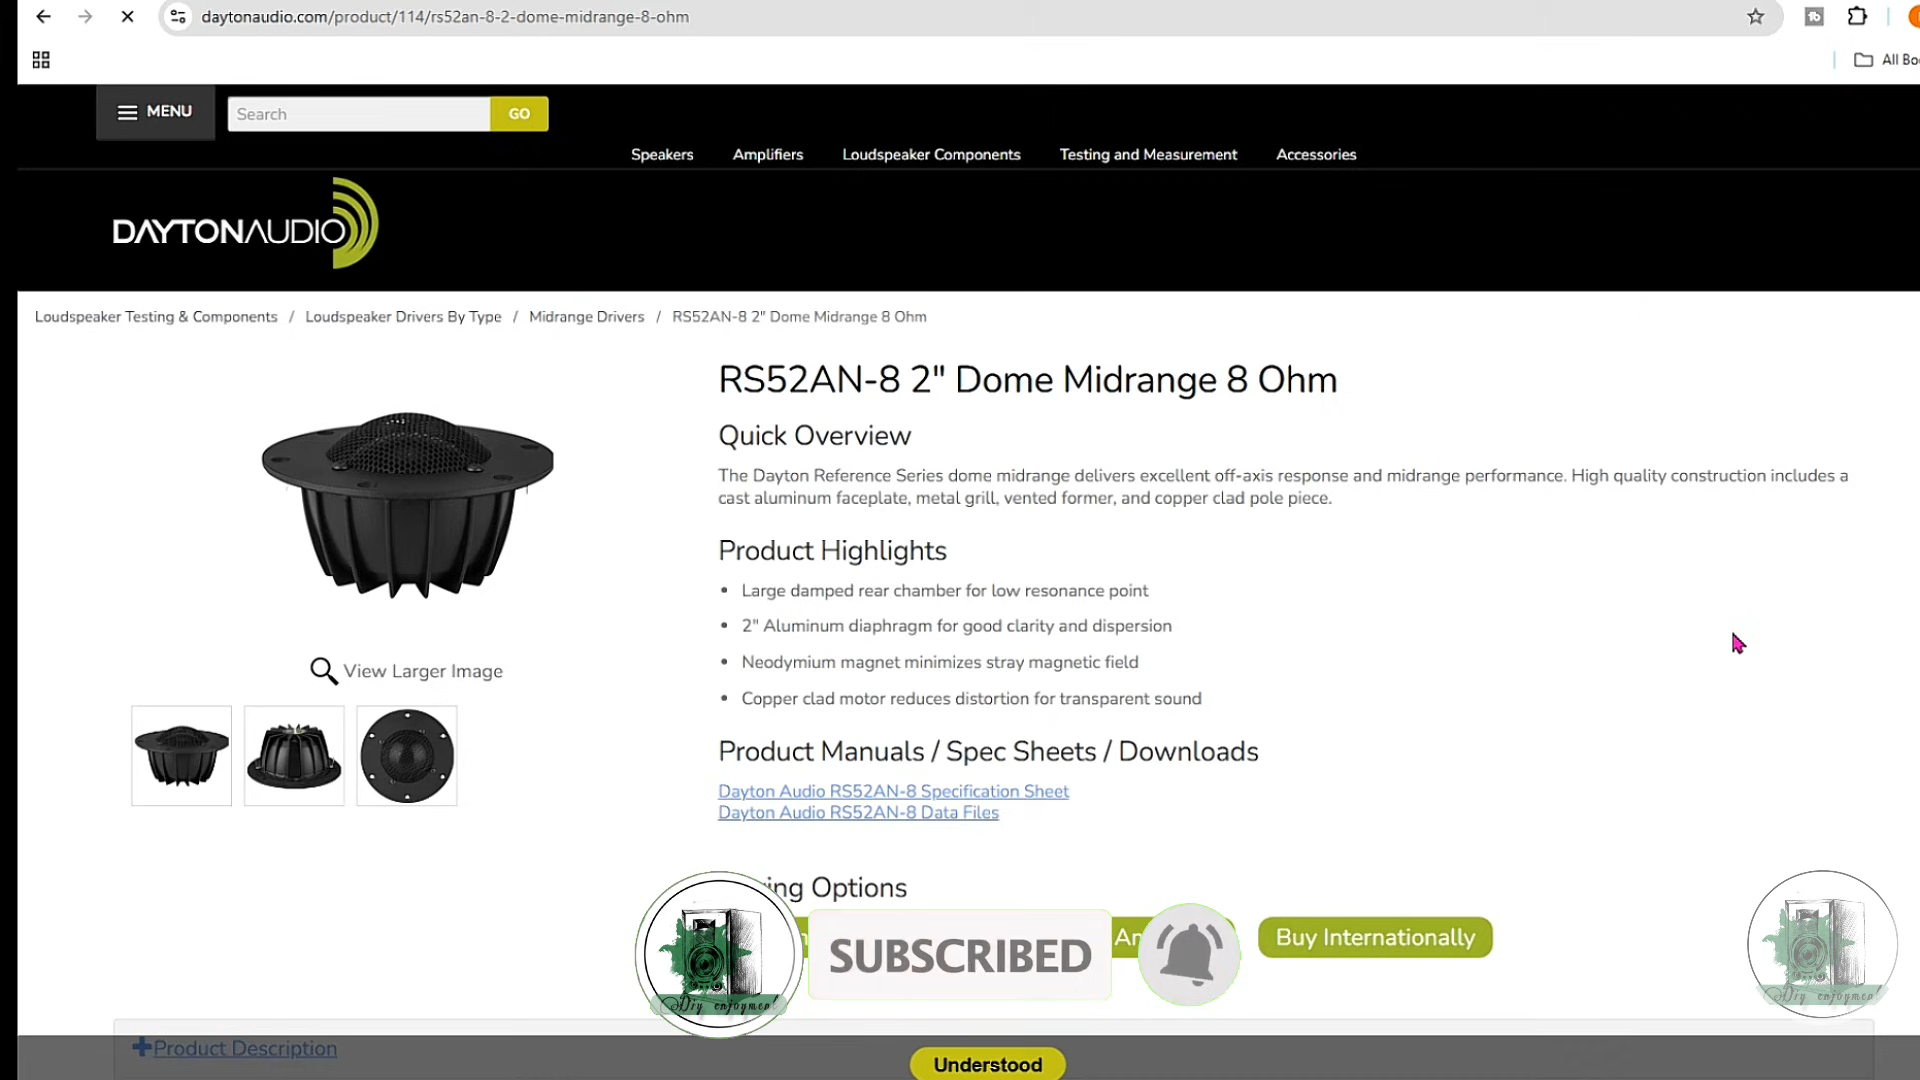 daytonaudio.com/product/114/rs52an-8-2-dome-midrange-8-ohm
All Bo
MENU
Search
GO
Speakers
Amplifiers
Loudspeaker Components
Testing and Measurement
Accessories
DAYTONAUDIO
Loudspeaker Testing & Components / Loudspeaker Drivers By Type / Midrange Drivers / RS52AN-8 2" Dome Midrange 8 Ohm
RS52AN-8 2" Dome Midrange 8 Ohm
Quick Overview
The Dayton Reference Series dome midrange delivers excellent off-axis response and midrange performance. High quality construction includes a
cast aluminum faceplate, metal grill, vented former, and copper clad pole piece.
Product Highlights
• Large damped rear chamber for low resonance point
• 2" Aluminum diaphragm for good clarity and dispersion
• Neodymium magnet minimizes stray magnetic field
• Copper clad motor reduces distortion for transparent sound
View Larger Image
Product Manuals / Spec Sheets / Downloads
Dayton Audio RS52AN-8 Specification Sheet
Dayton Audio RS52AN-8 Data Files
ing Options
Am
Buy Internationally
SUBSCRIBED
Diy enjoyment
Diy enjoyment
Product Description
Understood